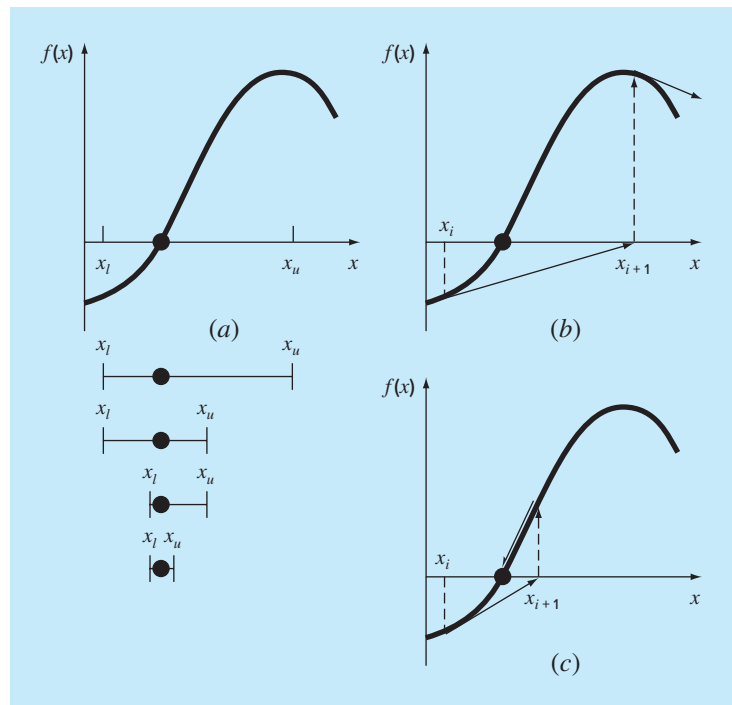 f(x)
x_l
x_u
x
(a)
x_l
x_u
x_l
x_u
x_l
x_u
x_l
x_u
f(x)
x_i
x_{i+1}
x
(b)
f(x)
x_i
x_{i+1}
x
(c)